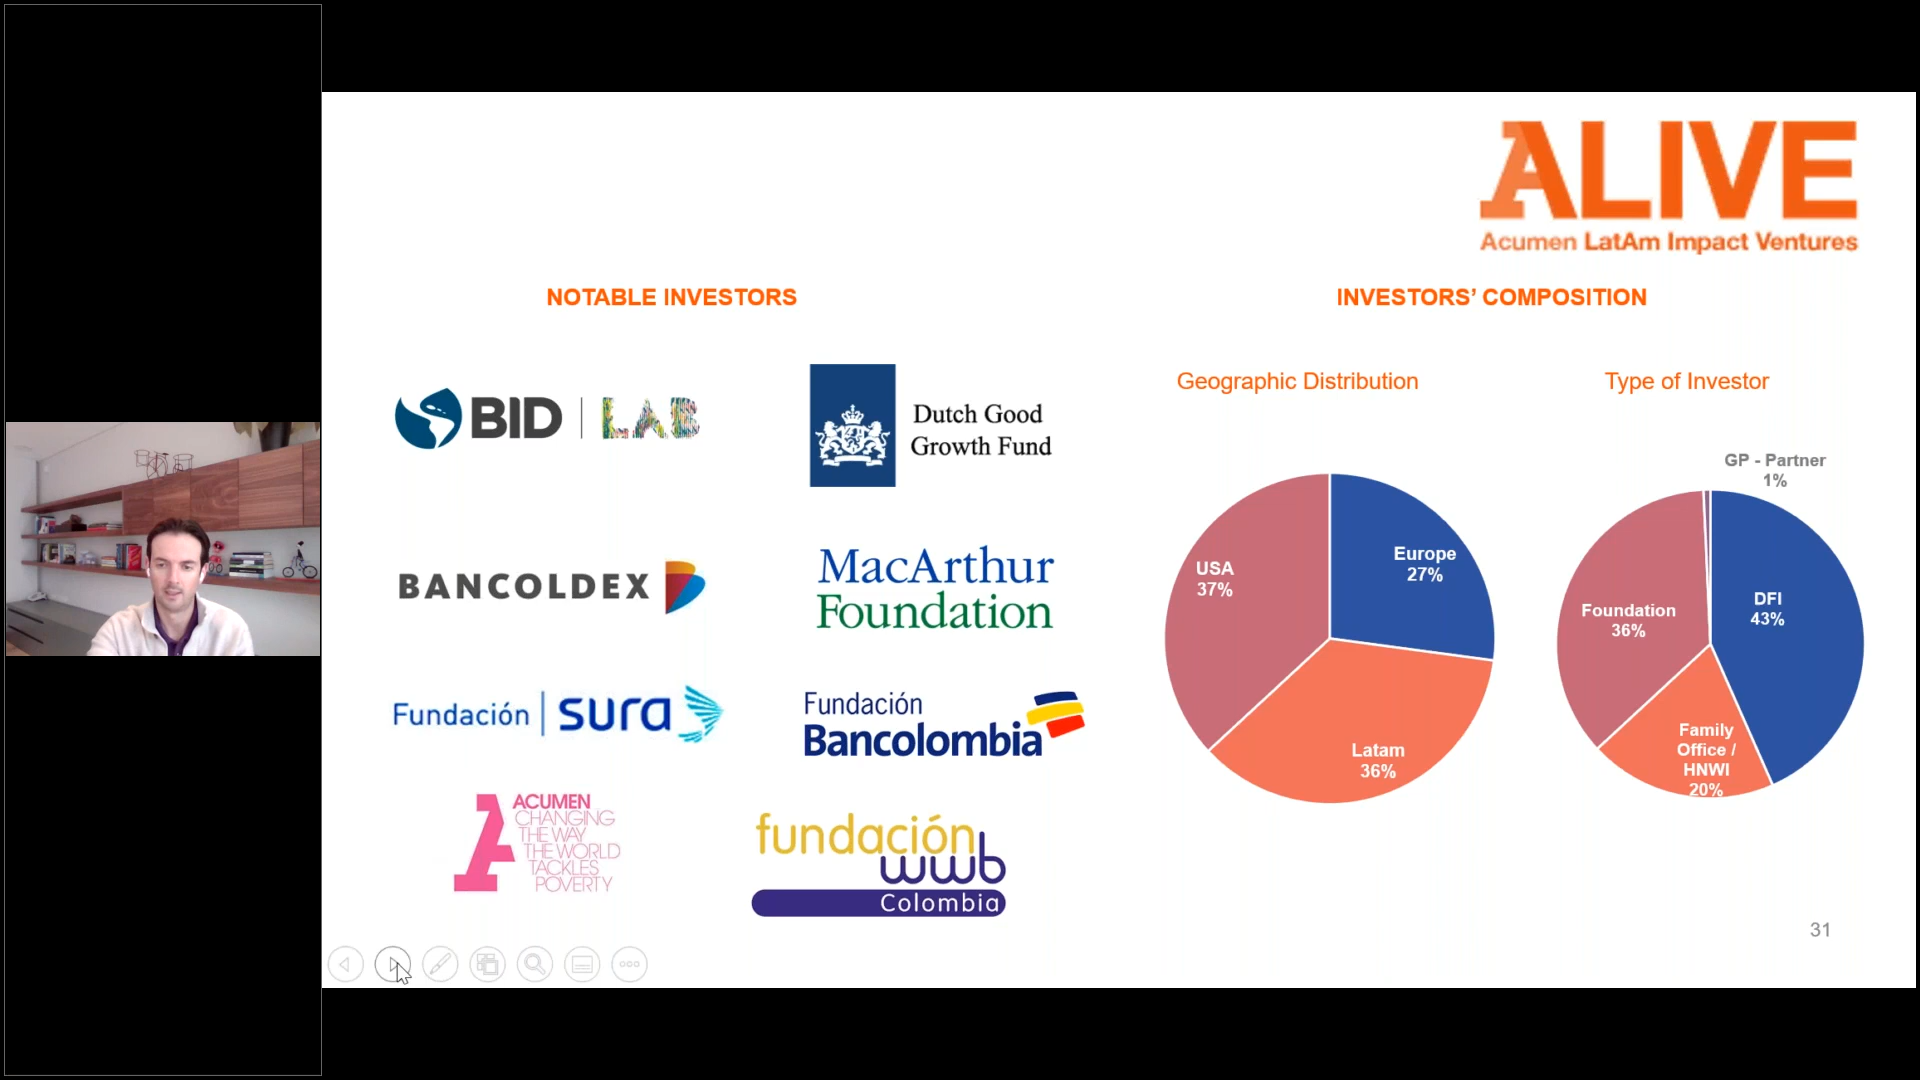 ALIVE
Acumen LatAm Impact Ventures
NOTABLE INVESTORS
BID | LAB
Dutch Good
Growth Fund
BANCOLDEX
MacArthur
Foundation
Fundación | sura
Fundación
Bancolombia
ACUMEN
CHANGING
THE WAY
THE WORLD
TACKLES
POVERTY
fundación
wwb
Colombia
INVESTORS’ COMPOSITION
Geographic Distribution
USA
37%
Europe
27%
Latam
36%
Type of Investor
GP - Partner
1%
Foundation
36%
DFI
43%
Family
Office /
HNWI
20%
31